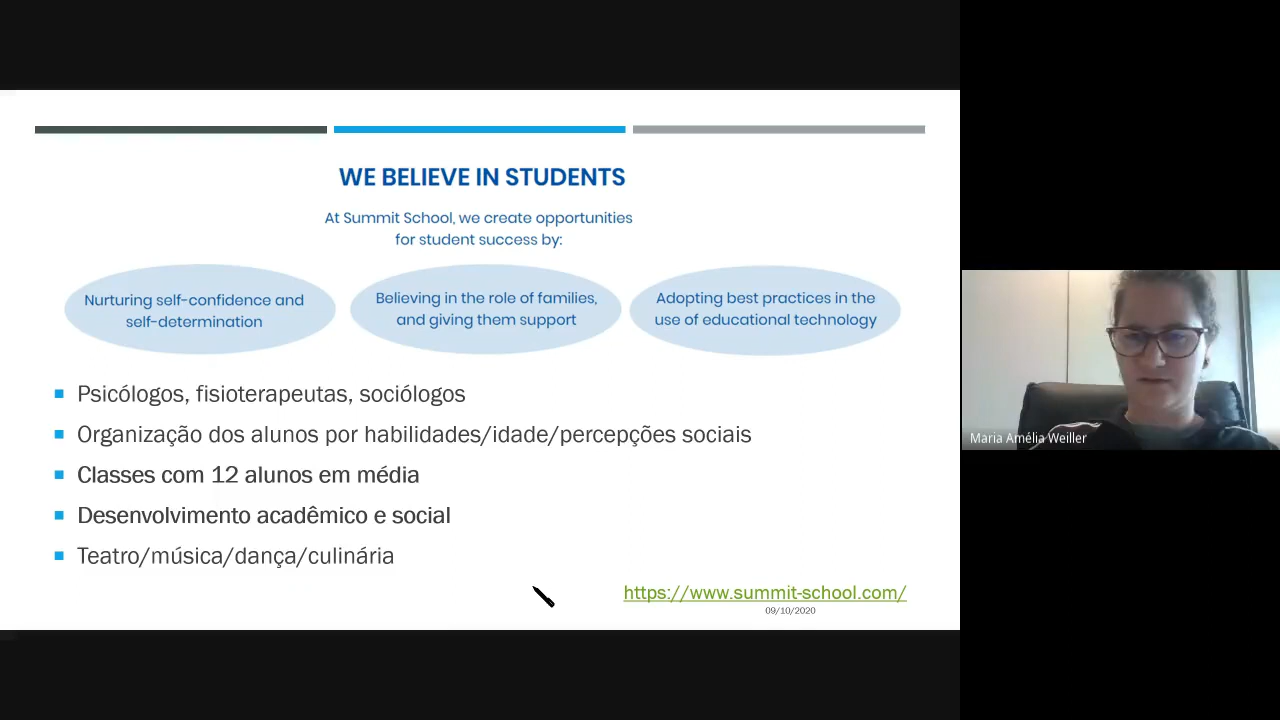 WE BELIEVE IN STUDENTS
At Summit School, we create opportunities
for student success by:
Nurturing self-confidence and
self-determination
Believing in the role of families,
and giving them support
Adopting best practices in the
use of educational technology
Psicólogos, fisioterapeutas, sociólogos
Organização dos alunos por habilidades/idade/percepções sociais
Classes com 12 alunos em média
Desenvolvimento acadêmico e social
Teatro/música/dança/culinária
https://www.summit-school.com/
09/10/2020
Maria Amélia Weiller